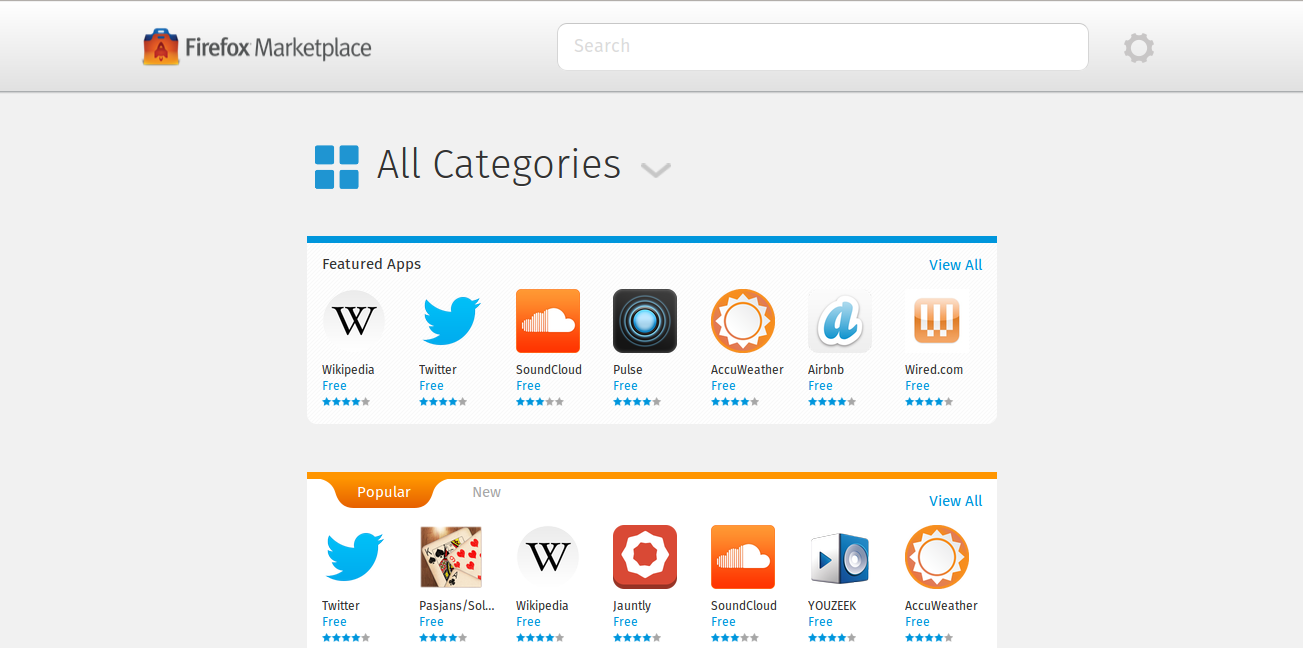 Firefox Marketplace
Search
All Categories
Featured Apps View All
W
Wikipedia Twitter SoundCloud Pulse AccuWeather Airbnb Wired.com
Free Free Free Free Free Free Free
Popular New View All
W
Twitter Pasjans/Sol... Wikipedia Jauntly SoundCloud YOUZEEK AccuWeather
Free Free Free Free Free Free Free